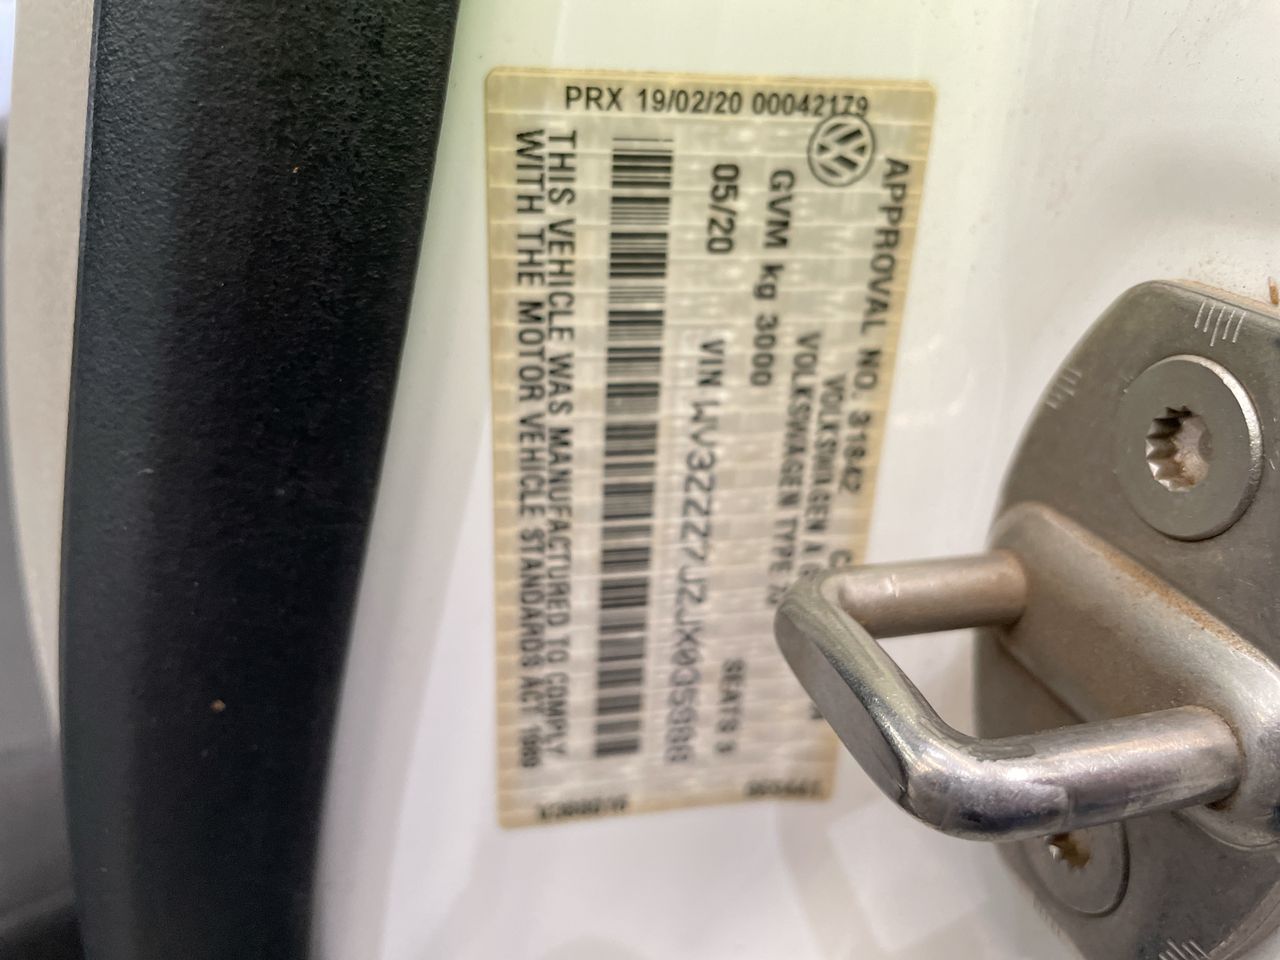 PRX 19/02/20 00042179
APPROVAL NO. 31842
VOLKSWAGEN A
VOLKSWAGEN TYPE
GVM kg 3000 SEATS 3
05/20 VIN WV3ZZZ7JZJX005988
THIS VEHICLE WAS MANUFACTURED TO COMPLY
WITH THE MOTOR VEHICLE STANDARDS ACT 1989